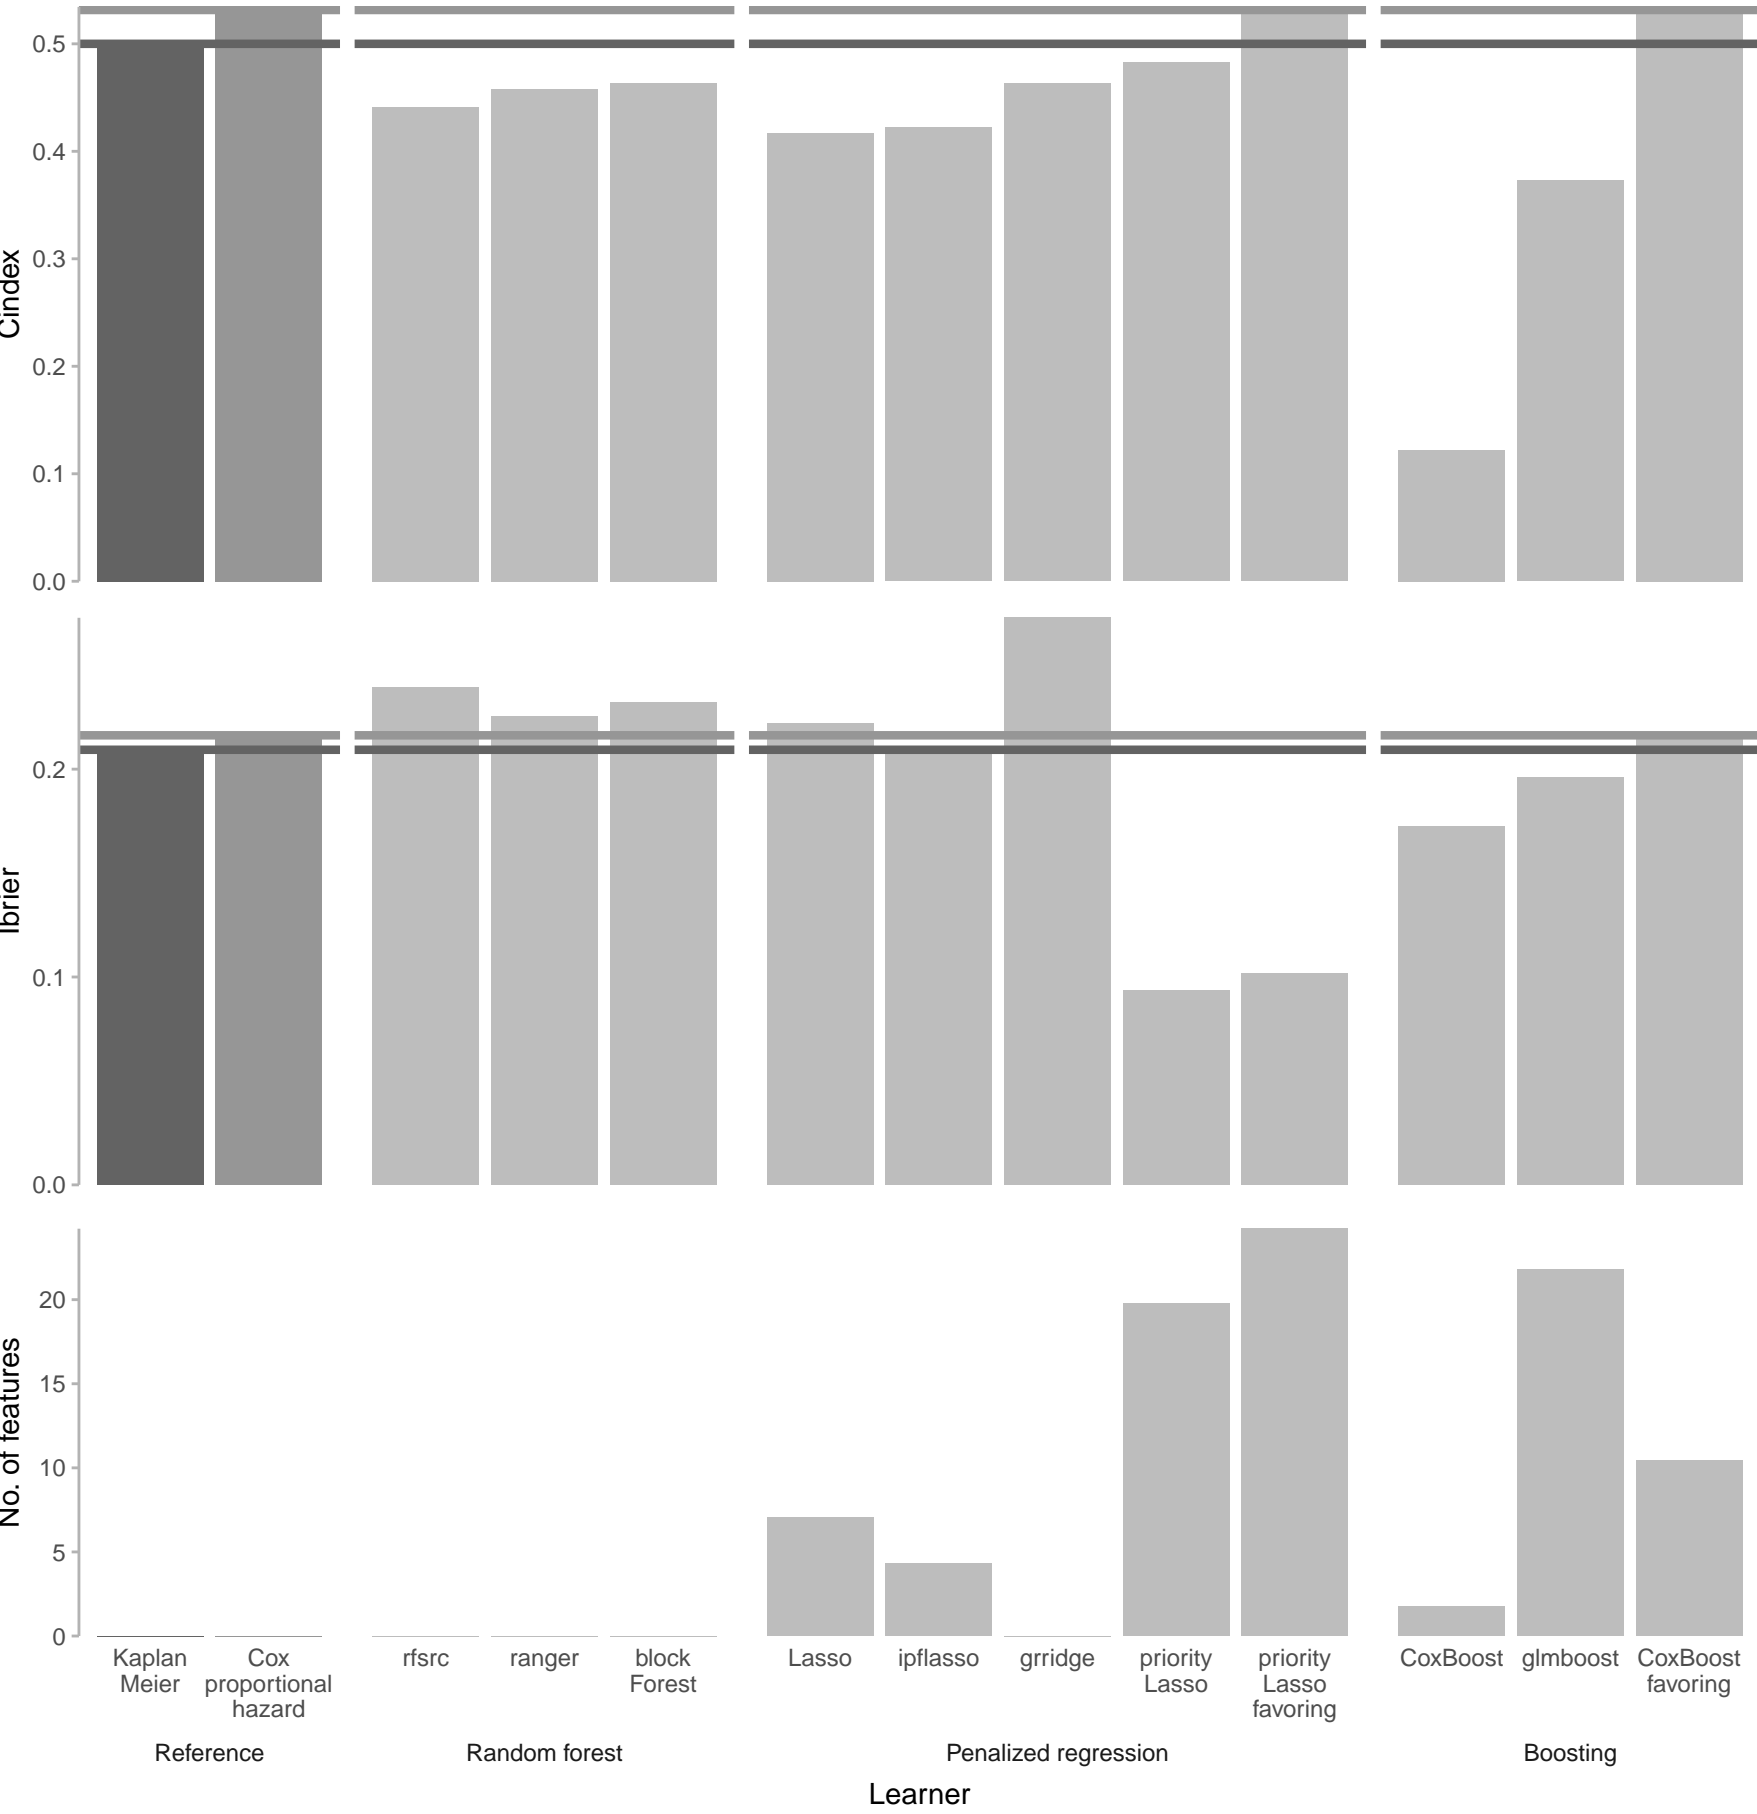 Cindex
0.5
0.4
0.3
0.2
0.1
0.0
Ibrier
0.2
0.1
0.0
No. of features
20
15
10
5
0
Kaplan
Meier
Cox
proportional
hazard
rfsrc
ranger
block
Forest
Lasso
ipflasso
grridge
priority
Lasso
priority
Lasso
favoring
CoxBoost
glmboost
CoxBoost
favoring
Reference
Random forest
Penalized regression
Boosting
Learner